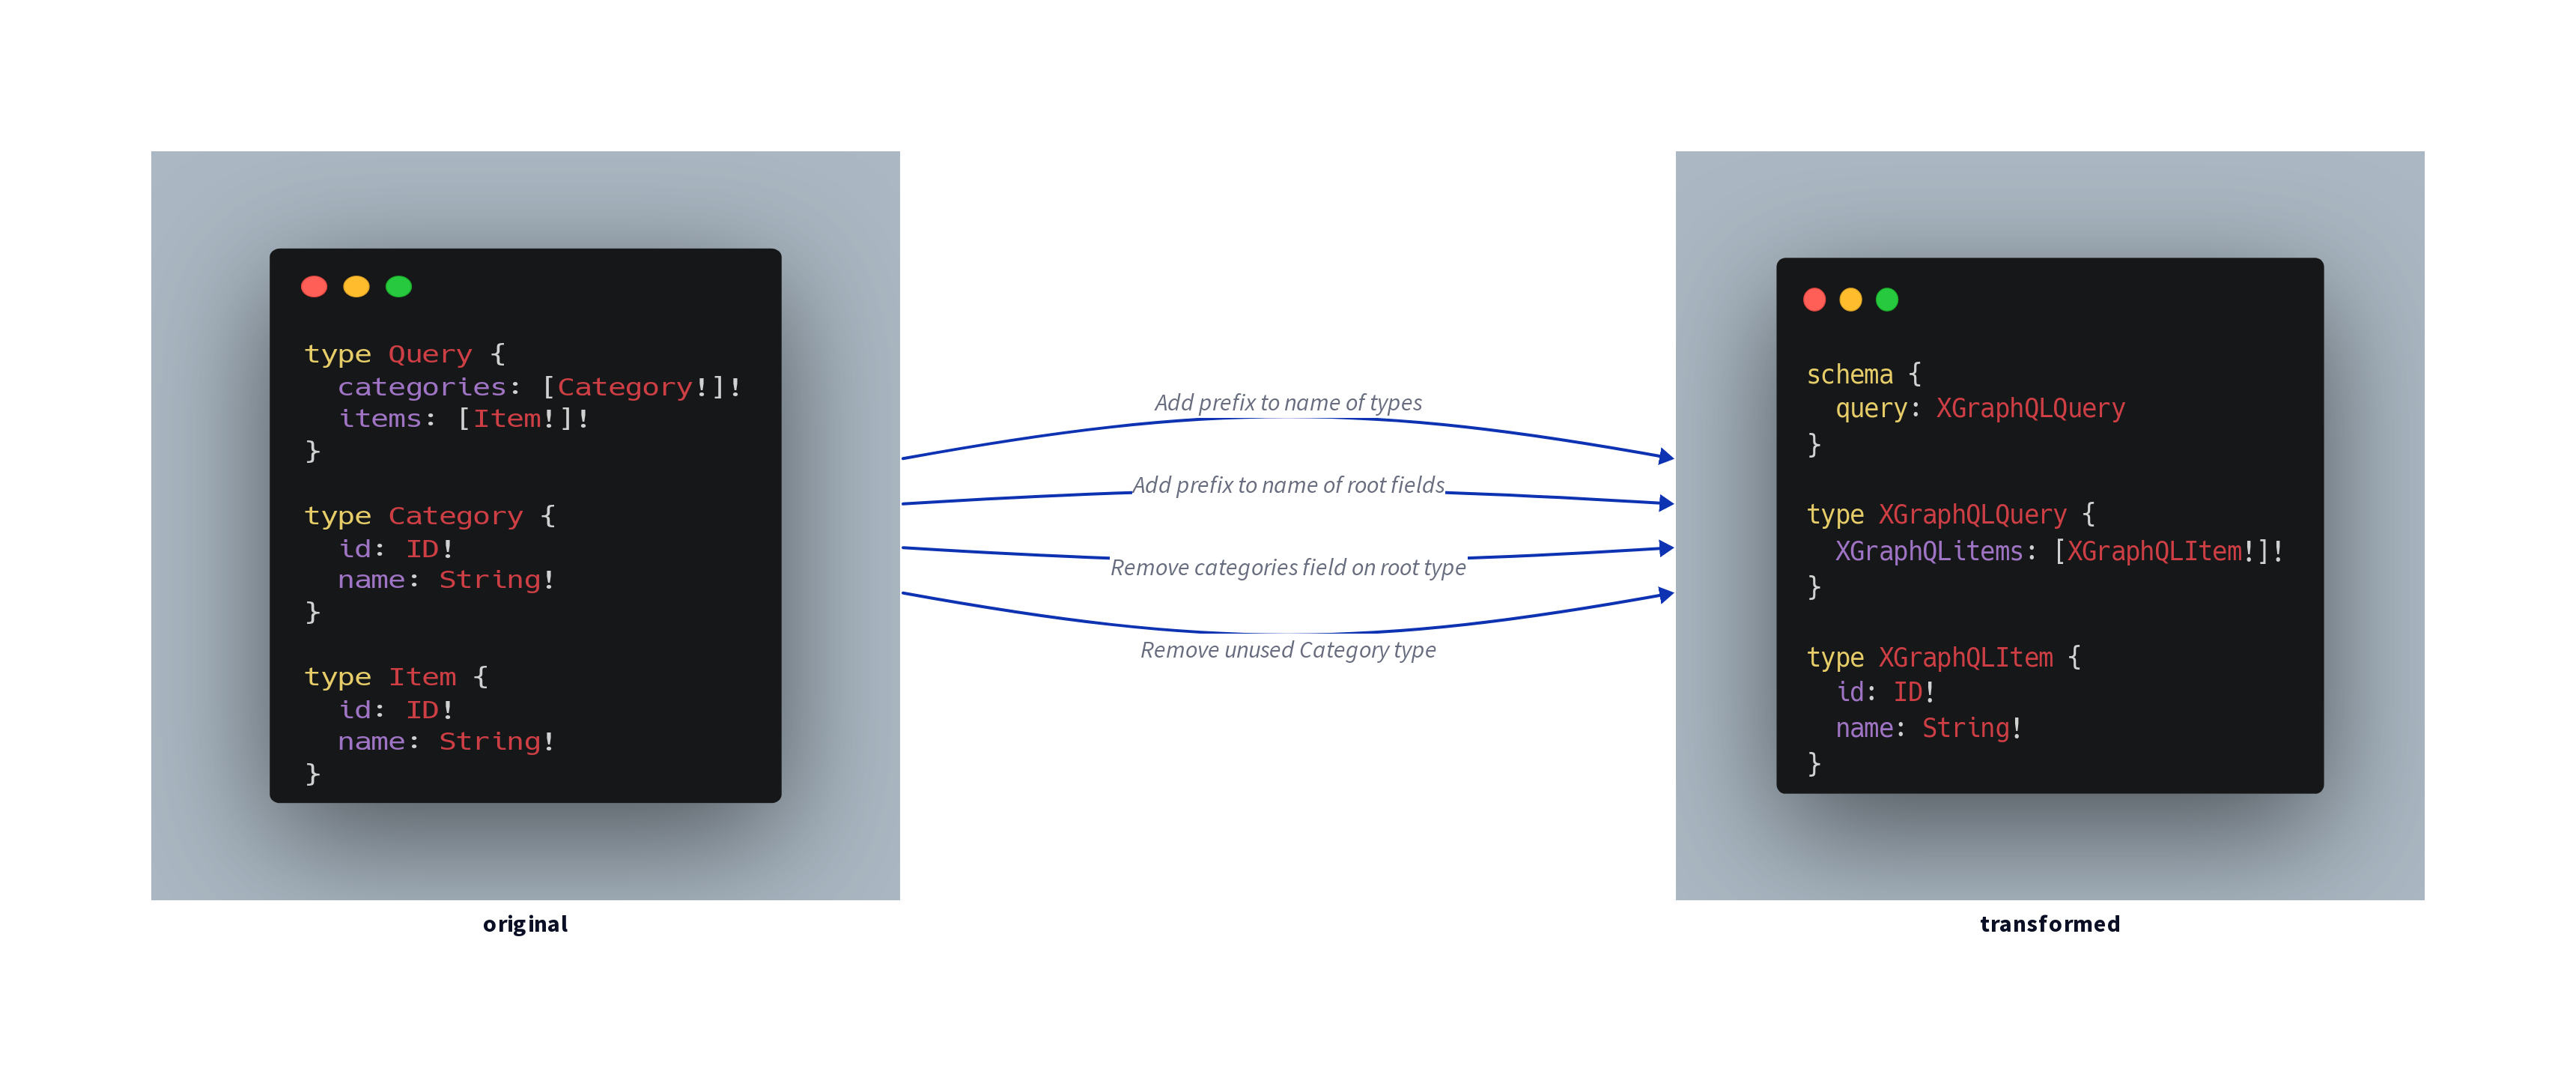 type Query {
  categories: [Category!]!
  items: [Item!]!
}
type Category {
  id: ID!
  name: String!
}
type Item {
  id: ID!
  name: String!
}
original
Add prefix to name of types
Add prefix to name of root fields
Remove categories field on root type
Remove unused Category type
schema {
  query: XGraphQLQuery
}
type XGraphQLQuery {
  XGraphQLitems: [XGraphQLItem!]!
}
type XGraphQLItem {
  id: ID!
  name: String!
}
transformed